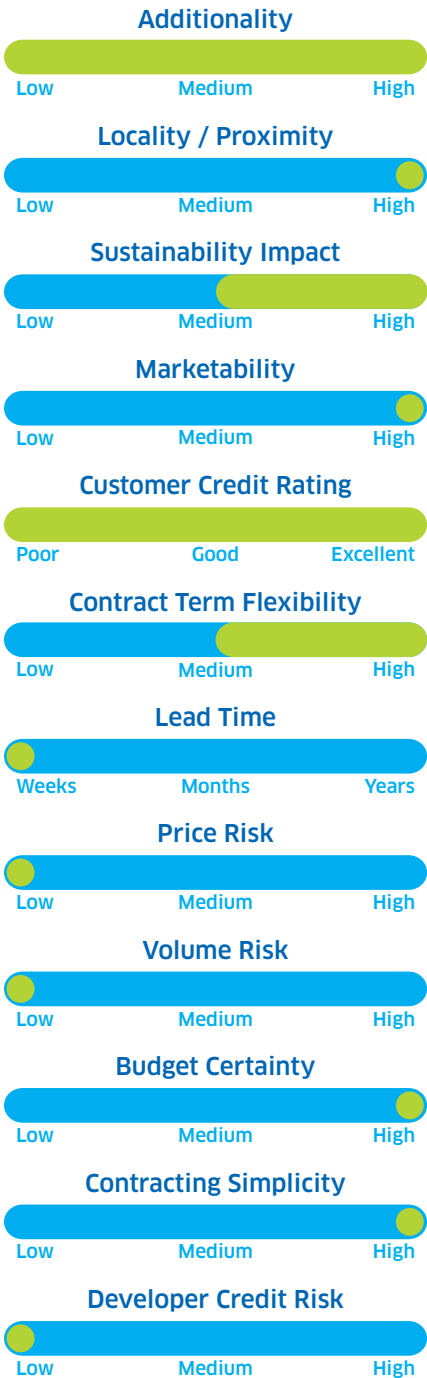 Additionality
Low Medium High
Locality / Proximity
Low Medium High
Sustainability Impact
Low Medium High
Marketability
Low Medium High
Customer Credit Rating
Poor Good Excellent
Contract Term Flexibility
Low Medium High
Lead Time
Weeks Months Years
Price Risk
Low Medium High
Volume Risk
Low Medium High
Budget Certainty
Low Medium High
Contracting Simplicity
Low Medium High
Developer Credit Risk
Low Medium High